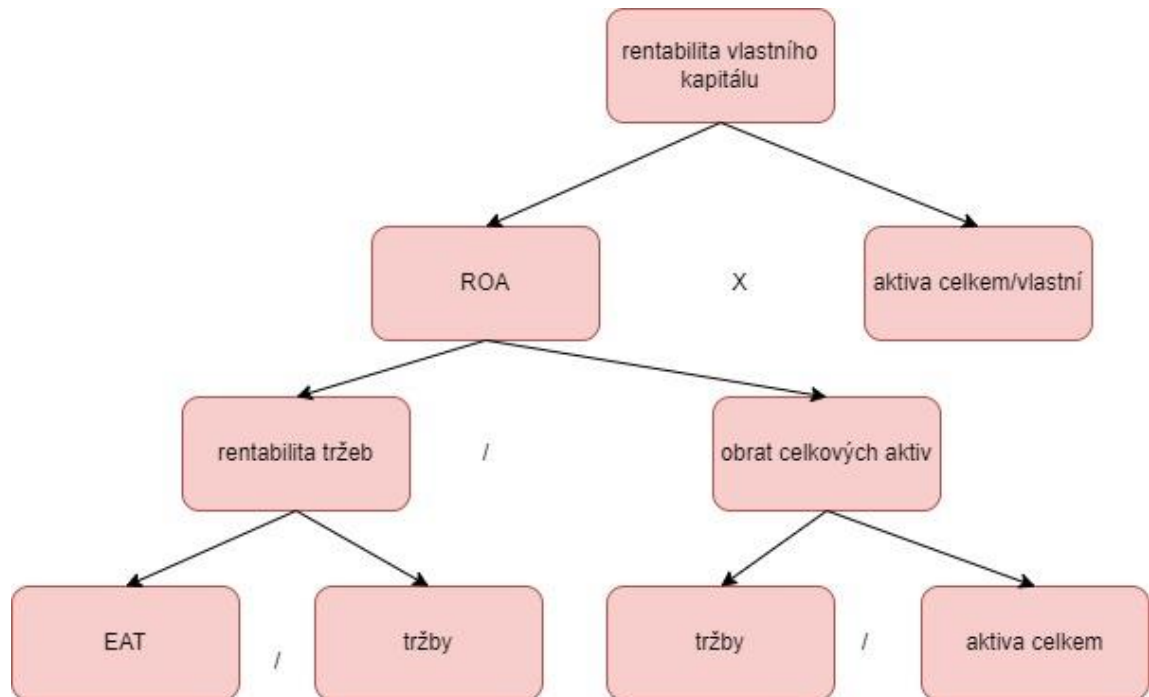 rentabilita vlastního
kapitálu
ROA
X
aktiva celkem/vlastní
rentabilita tržeb
/
obrat celkových aktiv
EAT
/
tržby
tržby
/
aktiva celkem